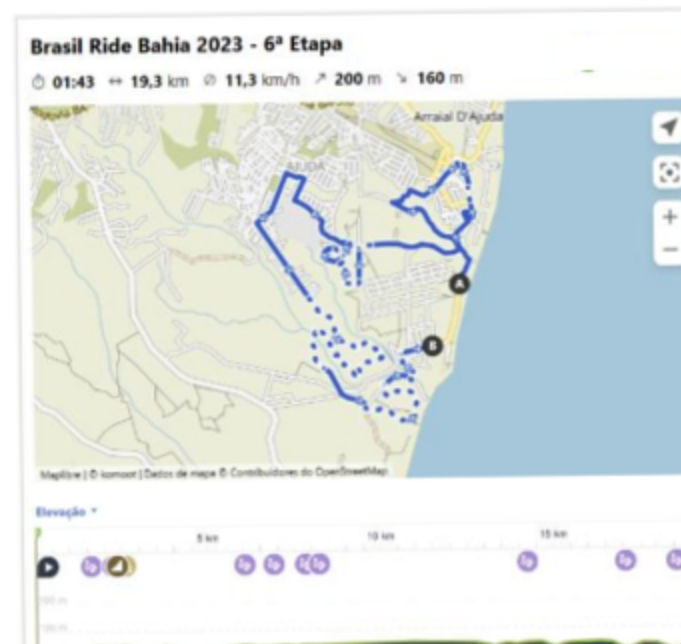 Brasil Ride Bahia 2023 - 6ª Etapa
01:43 ↔ 19,3 km ⌀ 11,3 km/h ↗ 200 m ↘ 160 m
Arraial D'Ajuda
AJUDA
A
B
+
−
Maplibre | © komoot | Dados de mapa © Contribuidores do OpenStreetMap
Elevação
5 km 10 km 15 km